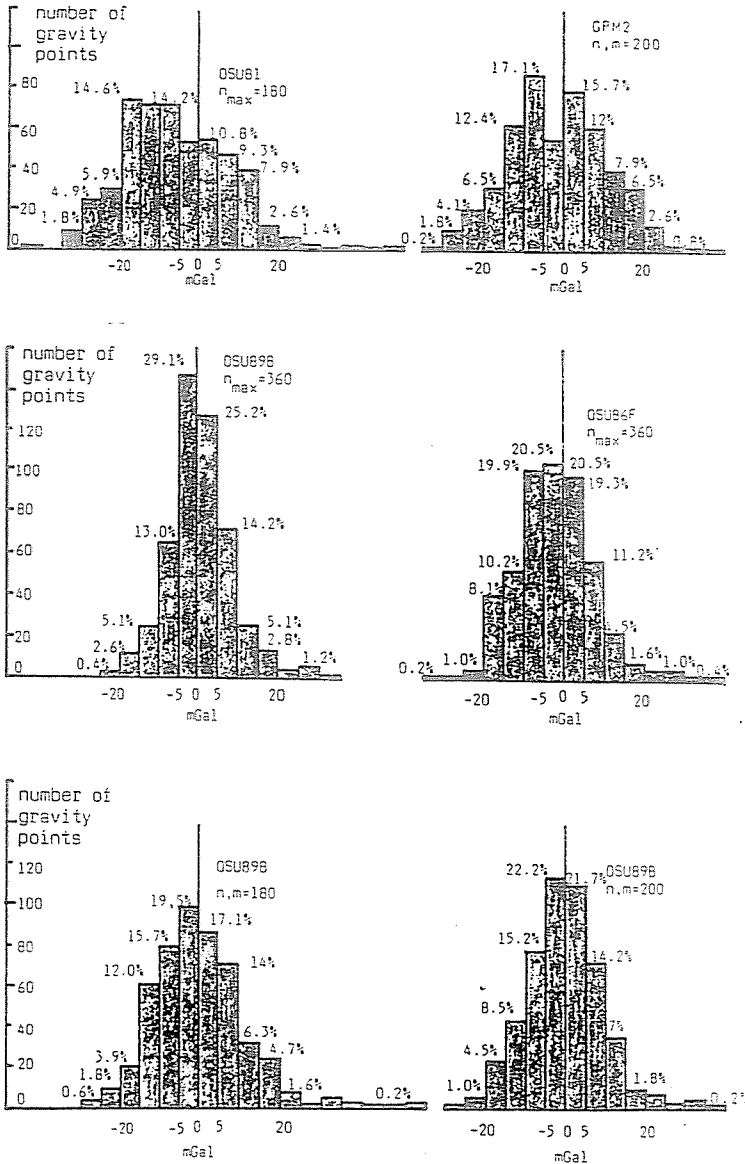 number of
gravity
points
OSU81
n max=180
80
60
40
20
0
14.6%
14.2%
10.8%
9.3%
7.9%
5.9%
4.9%
1.8%
2.6%
1.4%
-20 -5 0 5 20
mGal
GPM2
n,m=200
17.1%
15.7%
12.4%
12%
7.9%
6.5%
6.5%
4.1%
1.8%
0.2%
2.6%
0.8%
-20 -5 0 5 20
mGal
number of
gravity
points
OSU89B
n max=360
120
100
80
60
40
20
0
29.1%
25.2%
13.0%
14.2%
5.1%
5.1%
2.6%
2.8%
0.4%
1.2%
-20 -5 0 5 20
mGal
OSU86F
n max=360
20.5%
19.9%
20.5%
19.3%
10.2%
11.2%
8.1%
1.0%
0.2%
1.6%
1.0%
0.4%
-20 -5 0 5 20
mGal
number of
gravity
points
OSU89B
n,m=180
120
100
80
60
40
20
0
19.5%
17.1%
15.7%
14%
12.0%
6.3%
3.9%
4.7%
1.8%
0.6%
1.6%
0.2%
-20 -5 0 5 20
mGal
OSU89B
n,m=200
22.2%
21.7%
15.2%
14.2%
8.5%
7%
4.5%
1.0%
1.8%
0.2%
-20 -5 0 5 20
mGal